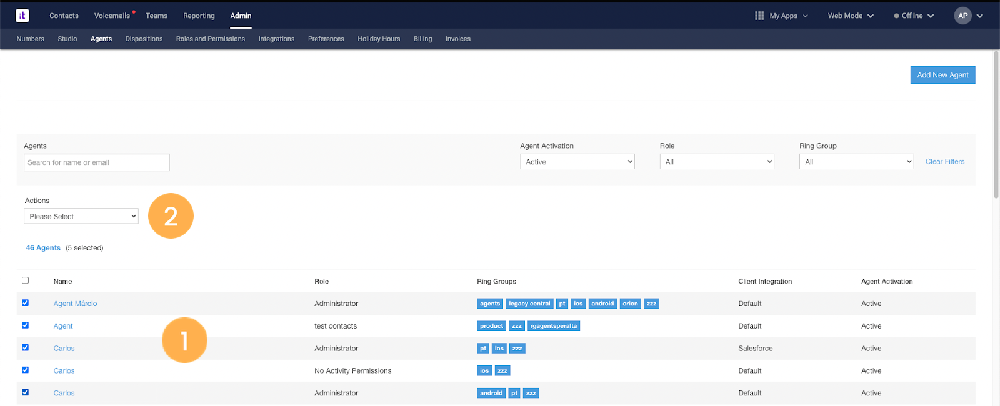 :t Contacts Voicemails Teams Reporting Admin My Apps Web Mode Offline AP
Numbers Studio Agents Dispositions Roles and Permissions Integrations Preferences Holiday Hours Billing Invoices
Add New Agent
Agents Agent Activation Role Ring Group
Search for name or email Active All All Clear Filters
Actions
Please Select 2
46 Agents (5 selected)
Name Role Ring Groups Client Integration Agent Activation
Agent Márcio Administrator agents legacy central pt ios android orion zzz Default Active
Agent test contacts product zzz rgagentsperalta Default Active
1
Carlos Administrator pt ios zzz Salesforce Active
Carlos No Activity Permissions ios zzz Default Active
Carlos Administrator android pt zzz Default Active